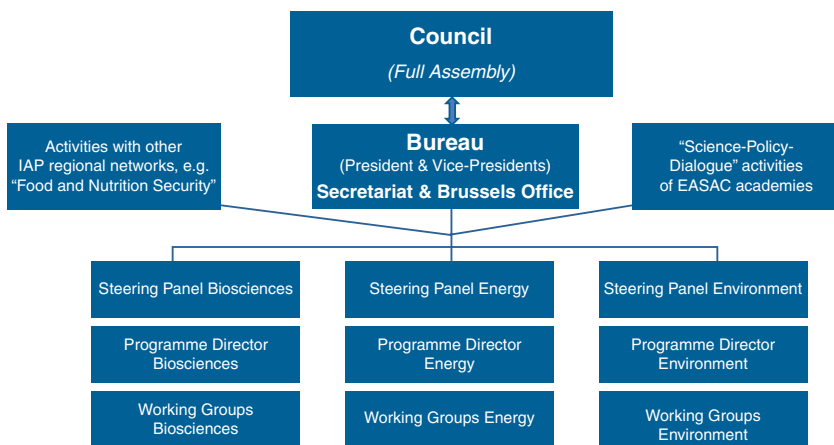 Council
(Full Assembly)
Activities with other
IAP regional networks, e.g.
“Food and Nutrition Security”
Bureau
(President & Vice-Presidents)
Secretariat & Brussels Office
“Science-Policy-
Dialogue” activities
of EASAC academies
Steering Panel Biosciences
Steering Panel Energy
Steering Panel Environment
Programme Director
Biosciences
Programme Director
Energy
Programme Director
Environment
Working Groups
Biosciences
Working Groups Energy
Working Groups
Environment